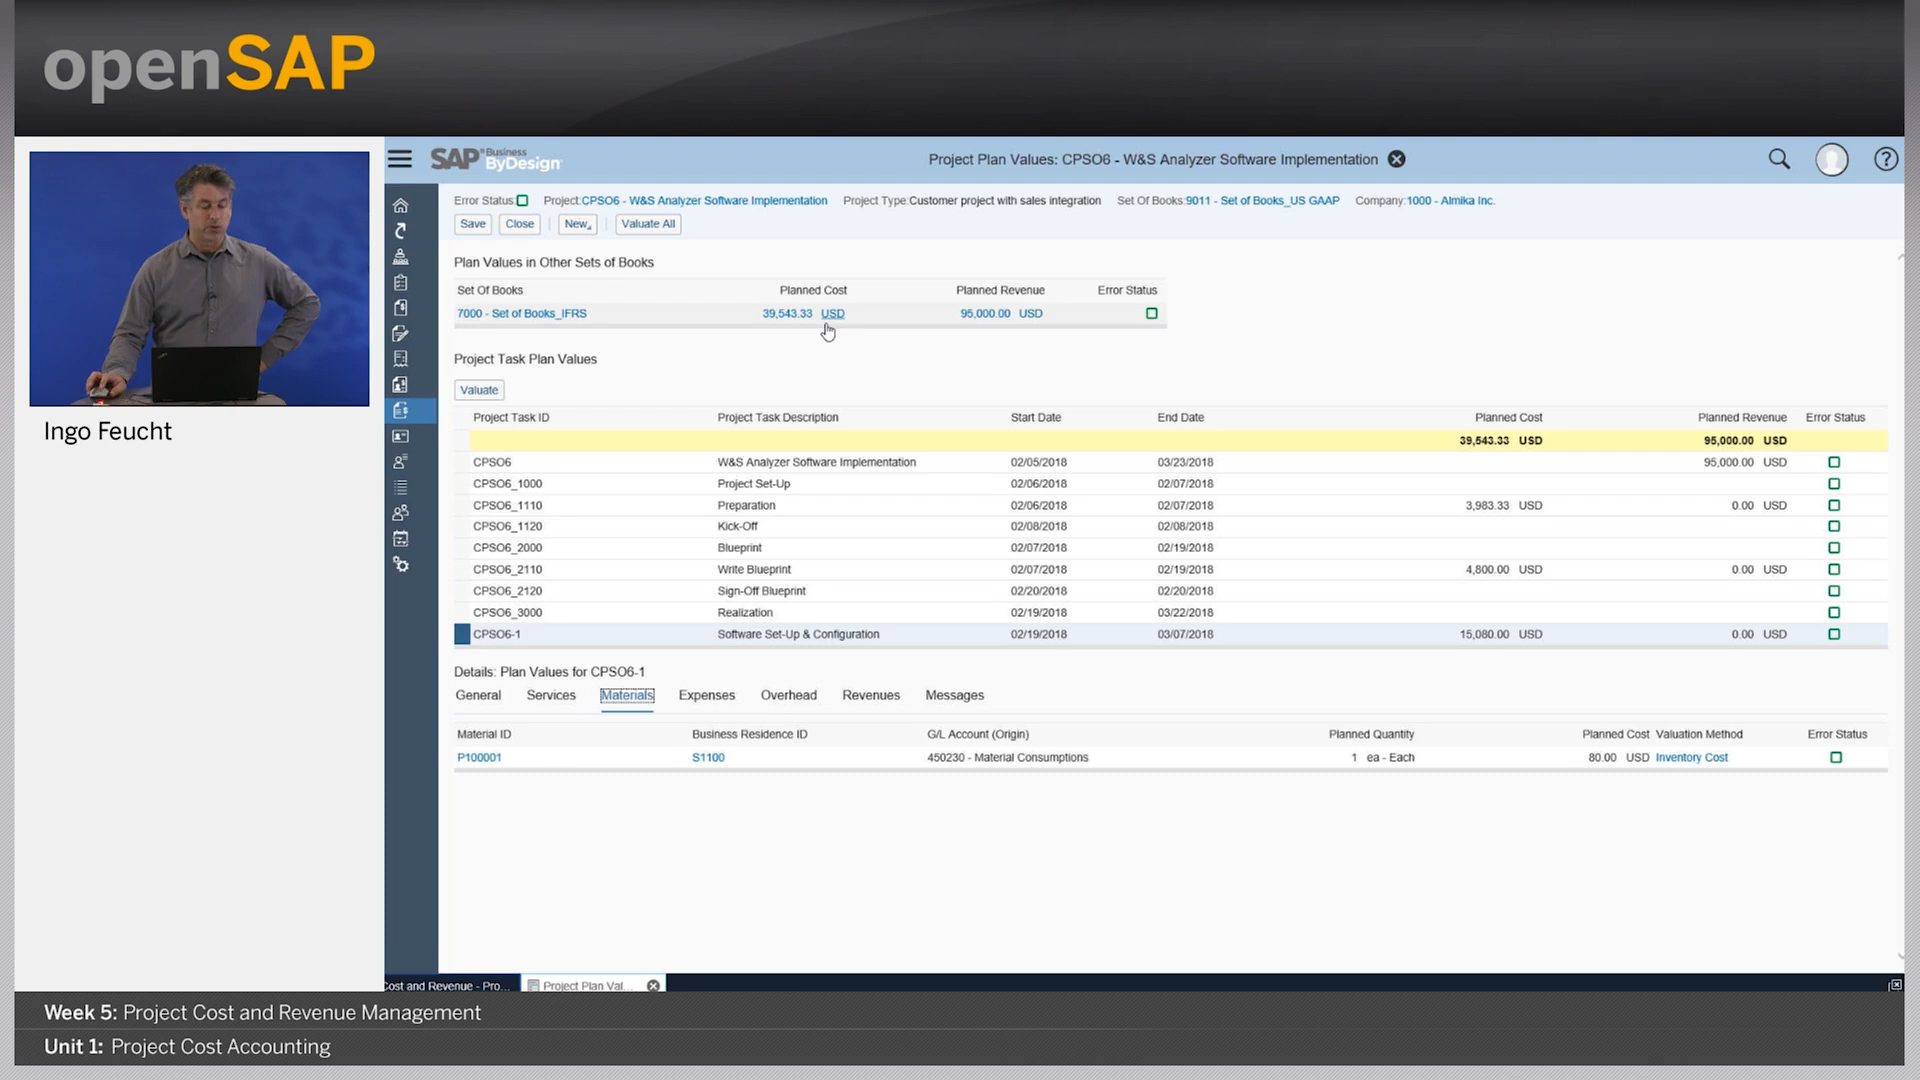 openSAP
SAP Business ByDesign
Project Plan Values: CPSO6 - W&S Analyzer Software Implementation
Error Status: Project:CPSO6 - W&S Analyzer Software Implementation Project Type:Customer project with sales integration Set Of Books:9011 - Set of Books_US GAAP Company:1000 - Almika Inc.
Save Close New Valuate All
Plan Values in Other Sets of Books
Set Of Books Planned Cost Planned Revenue Error Status
7000 - Set of Books_IFRS 39,543.33 USD 95,000.00 USD
Project Task Plan Values
Valuate
Project Task ID Project Task Description Start Date End Date Planned Cost Planned Revenue Error Status
39,543.33 USD 95,000.00 USD
CPSO6 W&S Analyzer Software Implementation 02/05/2018 03/23/2018 95,000.00 USD
CPSO6_1000 Project Set-Up 02/06/2018 02/07/2018
CPSO6_1110 Preparation 02/06/2018 02/07/2018 3,983.33 USD 0.00 USD
CPSO6_1120 Kick-Off 02/08/2018 02/08/2018
CPSO6_2000 Blueprint 02/07/2018 02/19/2018
CPSO6_2110 Write Blueprint 02/07/2018 02/19/2018 4,800.00 USD 0.00 USD
CPSO6_2120 Sign-Off Blueprint 02/20/2018 02/20/2018
CPSO6_3000 Realization 02/19/2018 03/22/2018
CPSO6-1 Software Set-Up & Configuration 02/19/2018 03/07/2018 15,080.00 USD 0.00 USD
Details: Plan Values for CPSO6-1
General Services Materials Expenses Overhead Revenues Messages
Material ID Business Residence ID G/L Account (Origin) Planned Quantity Planned Cost Valuation Method Error Status
P100001 S1100 450230 - Material Consumptions 1 ea - Each 80.00 USD Inventory Cost
Cost and Revenue - Pro... Project Plan Val...
Ingo Feucht
Week 5: Project Cost and Revenue Management
Unit 1: Project Cost Accounting